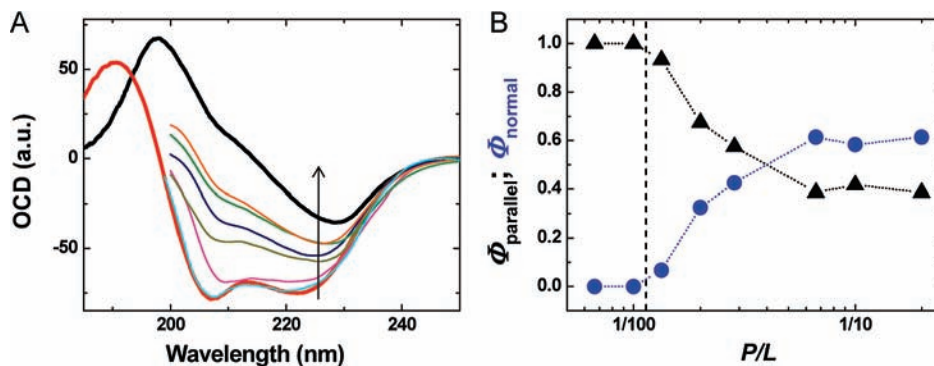 A
OCD (a.u.)
50
0
-50
200
220
240
Wavelength (nm)
B
Φparallel; Φnormal
1.0
0.8
0.6
0.4
0.2
0.0
1/100
1/10
P/L